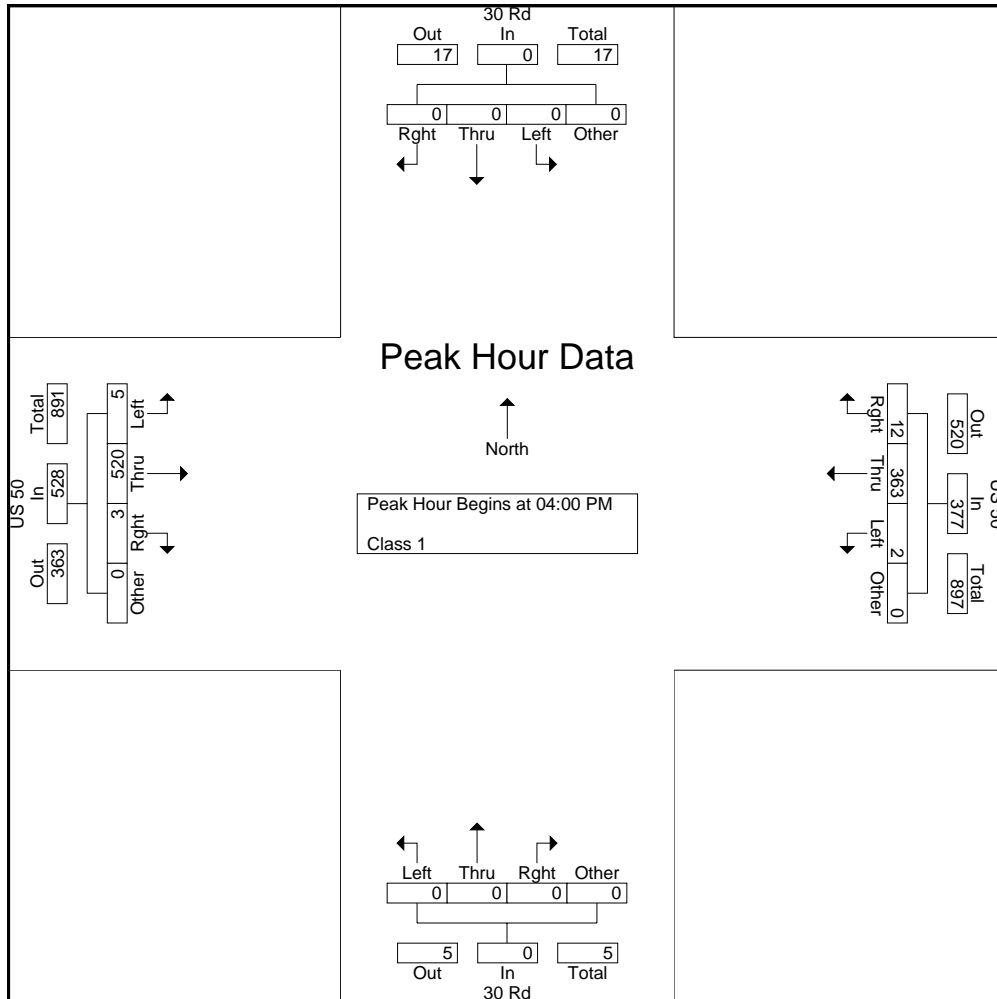 30 Rd
Out In Total
17 0 17
0 0 0 0
Rght Thru Left Other
Peak Hour Data
North
Peak Hour Begins at 04:00 PM
Class 1
US 50
Total In Out
891 528 363
5 520 3 0
Left Thru Rght Other
Rght Thru Left Other
12 363 2 0
520 377 897
Out In Total
US 50
Left Thru Rght Other
0 0 0 0
5 0 5
Out In Total
30 Rd